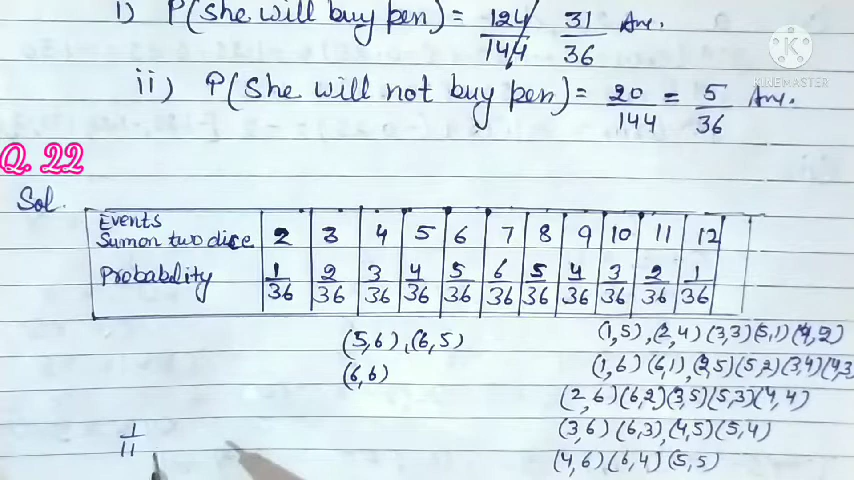 i) P(she will buy pen) = 124/144 31/36 Ans.
K
KINEMASTER
ii) P(she will not buy pen) = 20/144 = 5/36 Ans.
Q. 22
Sol.
Events
Sum on two dice 2 3 4 5 6 7 8 9 10 11 12
Probability 1/36 2/36 3/36 4/36 5/36 6/36 5/36 4/36 3/36 2/36 1/36
(5,6),(6,5)
(6,6)
(1,5),(2,4)(3,3)(5,1)(4,2)
(1,6)(6,1),(2,5)(5,2)(3,4)(4,3
(2,6)(6,2)(3,5)(5,3)(4,4)
(3,6)(6,3),(4,5)(5,4)
(4,6)(6,4)(5,5)
1/11